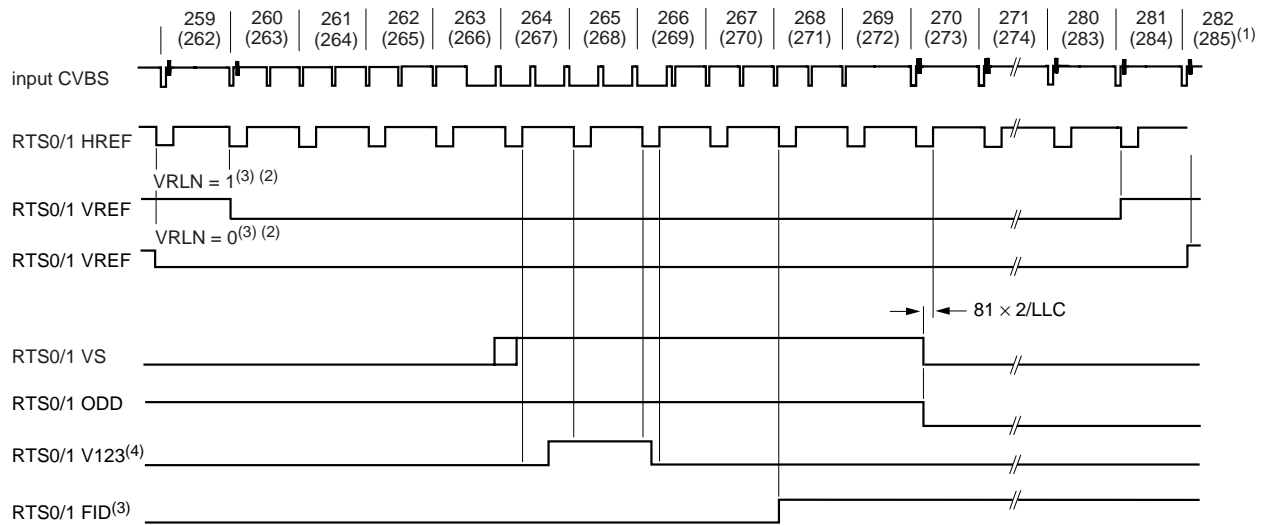 259 260 261 262 263 264 265 266 267 268 269 270 271 280 281 282
(262) (263) (264) (265) (266) (267) (268) (269) (270) (271) (272) (273) (274) (283) (284) (285)(1)
input CVBS
RTS0/1 HREF
VRLN = 1(3) (2)
RTS0/1 VREF
VRLN = 0(3) (2)
RTS0/1 VREF
81 × 2/LLC
RTS0/1 VS
RTS0/1 ODD
RTS0/1 V123(4)
RTS0/1 FID(3)